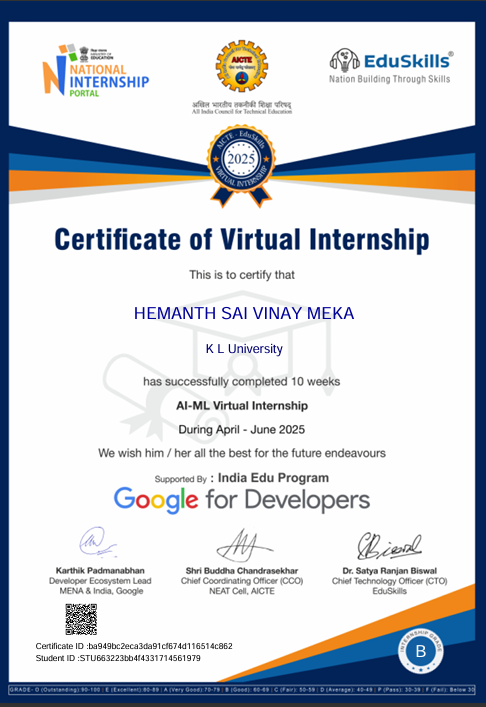 शिक्षा मंत्रालय
MINISTRY OF
EDUCATION
NATIONAL
INTERNSHIP
PORTAL
AICTE
अखिल भारतीय तकनीकी शिक्षा परिषद्
All India Council for Technical Education
EduSkills®
Nation Building Through Skills
AICTE - EduSkills
2025
VIRTUAL INTERNSHIP
Certificate of Virtual Internship
This is to certify that
HEMANTH SAI VINAY MEKA
K L University
has successfully completed 10 weeks
AI-ML Virtual Internship
During April - June 2025
We wish him / her all the best for the future endeavours
Supported By : India Edu Program
Google for Developers
Karthik Padmanabhan
Developer Ecosystem Lead
MENA & India, Google
Shri Buddha Chandrasekhar
Chief Coordinating Officer (CCO)
NEAT Cell, AICTE
Dr. Satya Ranjan Biswal
Chief Technology Officer (CTO)
EduSkills
Certificate ID :ba949bc2eca3da91cf674d116514c862
Student ID :STU663223bb4f4331714561979
INTERNSHIP GRADE
B
GRADE- O (Outstanding):90-100 | E (Excellent):80-89 | A (Very Good):70-79 | B (Good): 60-69 | C (Fair): 50-59 | D (Average): 40-49 | P (Pass): 30-39 | F (Fail): Below 30